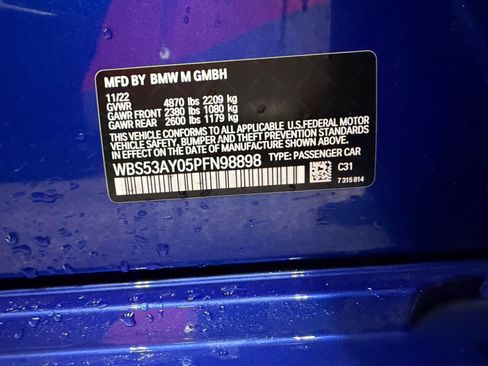 MFD BY BMW M GMBH
11/22
GVWR 4870 lbs 2209 kg
GAWR FRONT 2380 lbs 1080 kg
GAWR REAR 2600 lbs 1179 kg
THIS VEHICLE CONFORMS TO ALL APPLICABLE U.S.FEDERAL MOTOR
VEHICLE SAFETY, BUMPER AND THEFT PREVENTION STANDARDS
IN EFFECT ON THE DATE OF MANUFACTURE SHOWN ABOVE.
WBS53AY05PFN98898 TYPE: PASSENGER CAR
C31
7 315 814